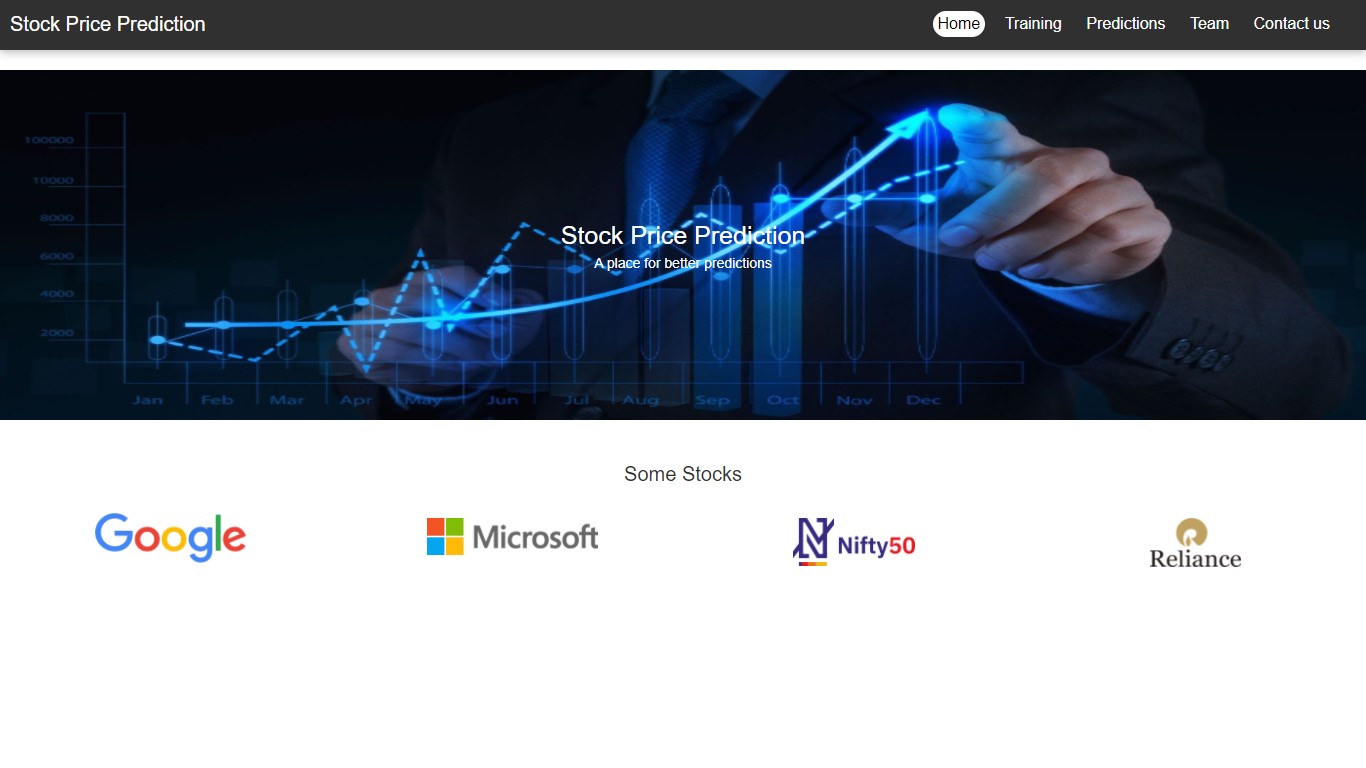 Stock Price Prediction
Home Training Predictions Team Contact us
100000
10000
8000
6000
4000
2000
Stock Price Prediction
A place for better predictions
Jan Feb Mar Apr May Jun Jul Aug Sep Oct Nov Dec
Some Stocks
Google
Microsoft
Nifty50
Reliance